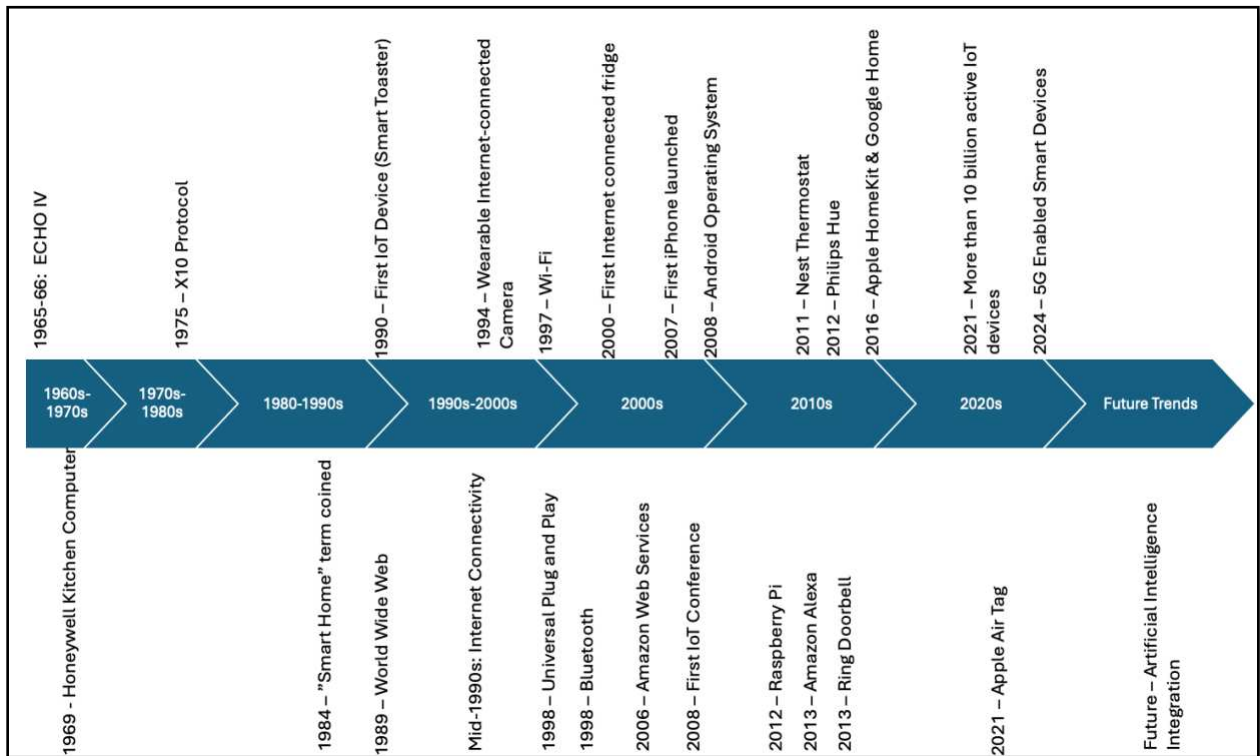 1965-66: ECHO IV
1975 – X10 Protocol
1990 – First IoT Device (Smart Toaster)
1994 – Wearable Internet-connected
Camera
1997 – Wi-Fi
2000 – First Internet connected fridge
2007 – First iPhone launched
2008 – Android Operating System
2011 – Nest Thermostat
2012 – Philips Hue
2016 – Apple HomeKit & Google Home
2021 – More than 10 billion active IoT
devices
2024 – 5G Enabled Smart Devices
1960s-
1970s
1970s-
1980s
1980-1990s
1990s-2000s
2000s
2010s
2020s
Future Trends
1969 - Honeywell Kitchen Computer
1984 – ”Smart Home” term coined
1989 – World Wide Web
Mid-1990s: Internet Connectivity
1998 – Universal Plug and Play
1998 – Bluetooth
2006 – Amazon Web Services
2008 – First IoT Conference
2012 – Raspberry Pi
2013 – Amazon Alexa
2013 – Ring Doorbell
2021 – Apple Air Tag
Future – Artificial Intelligence
Integration